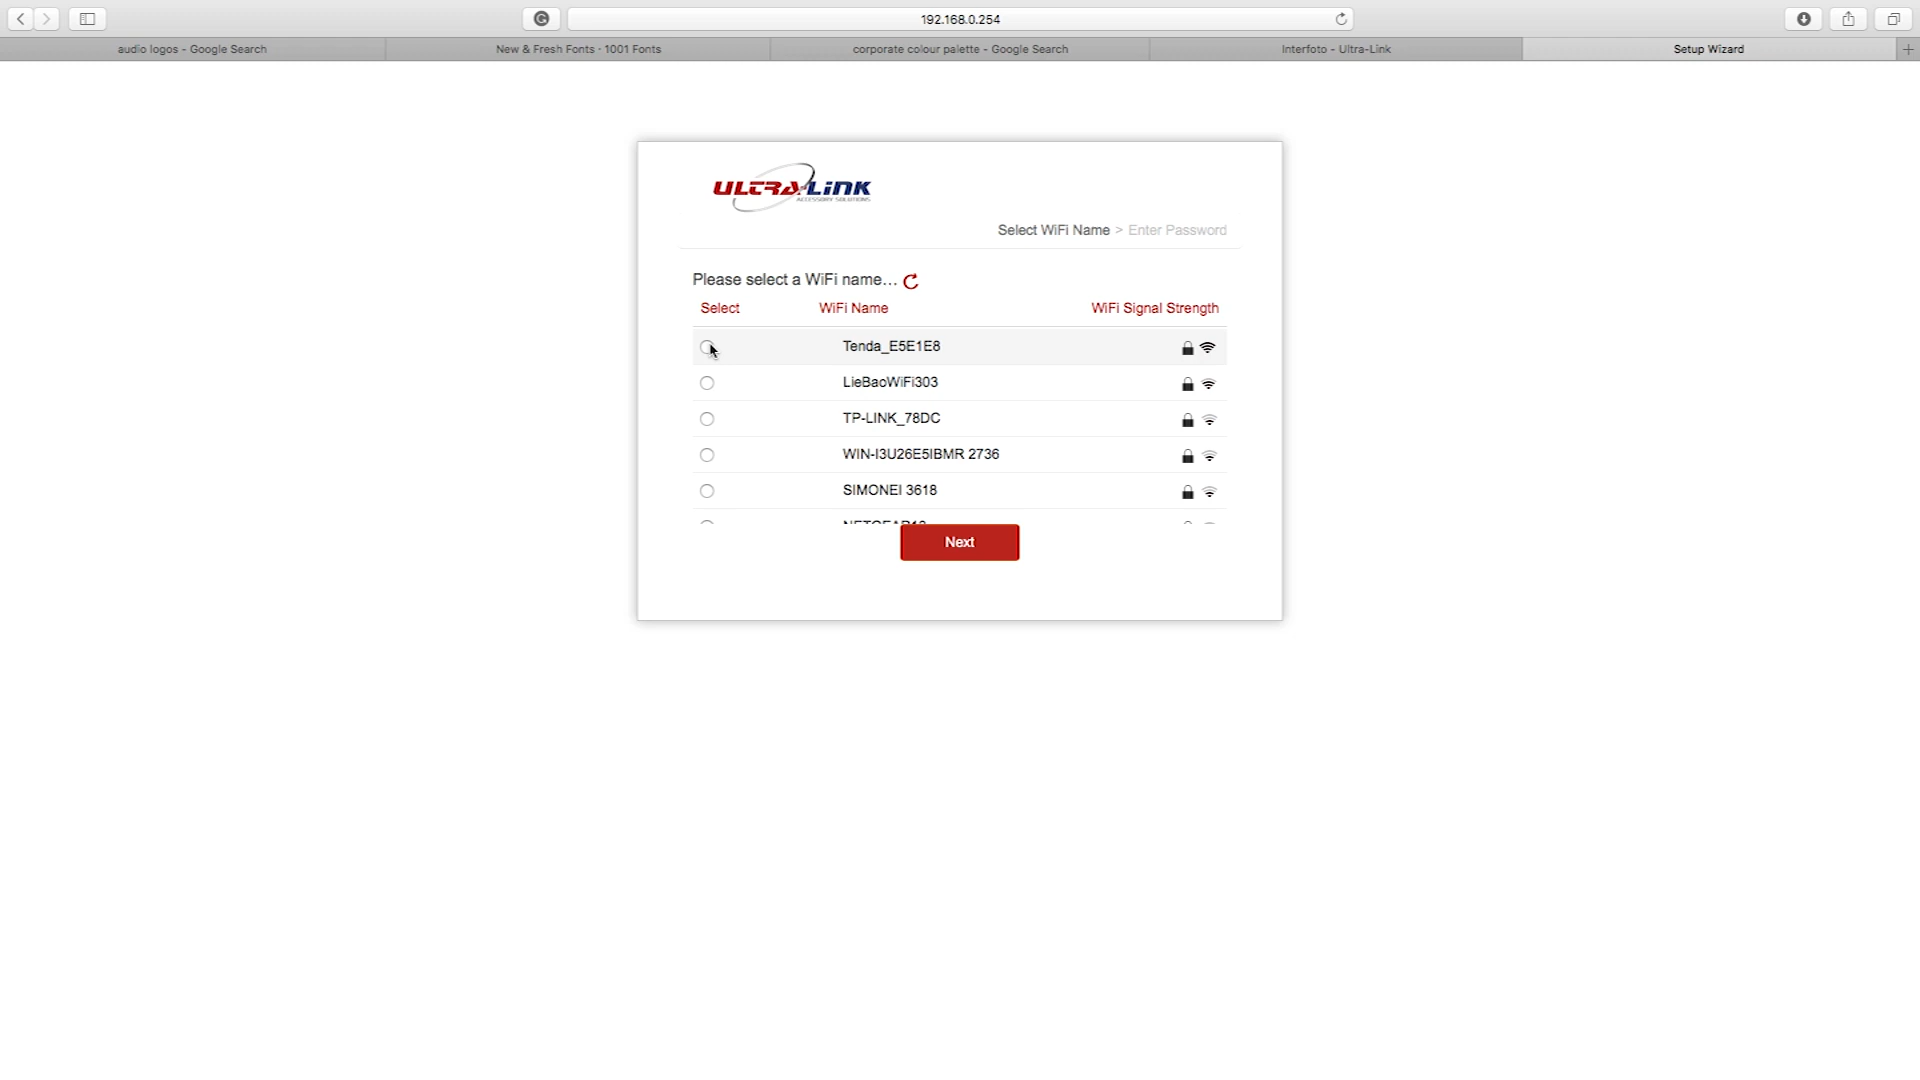 192.168.0.254
audio logos - Google Search
New & Fresh Fonts · 1001 Fonts
corporate colour palette - Google Search
Interfoto - Ultra-Link
Setup Wizard
ULTRA LINK
ACCESSORY SOLUTIONS
Select WiFi Name > Enter Password
Please select a WiFi name...
Select WiFi Name WiFi Signal Strength
Tenda_E5E1E8
LieBaoWiFi303
TP-LINK_78DC
WIN-I3U26E5IBMR 2736
SIMONEI 3618
Next